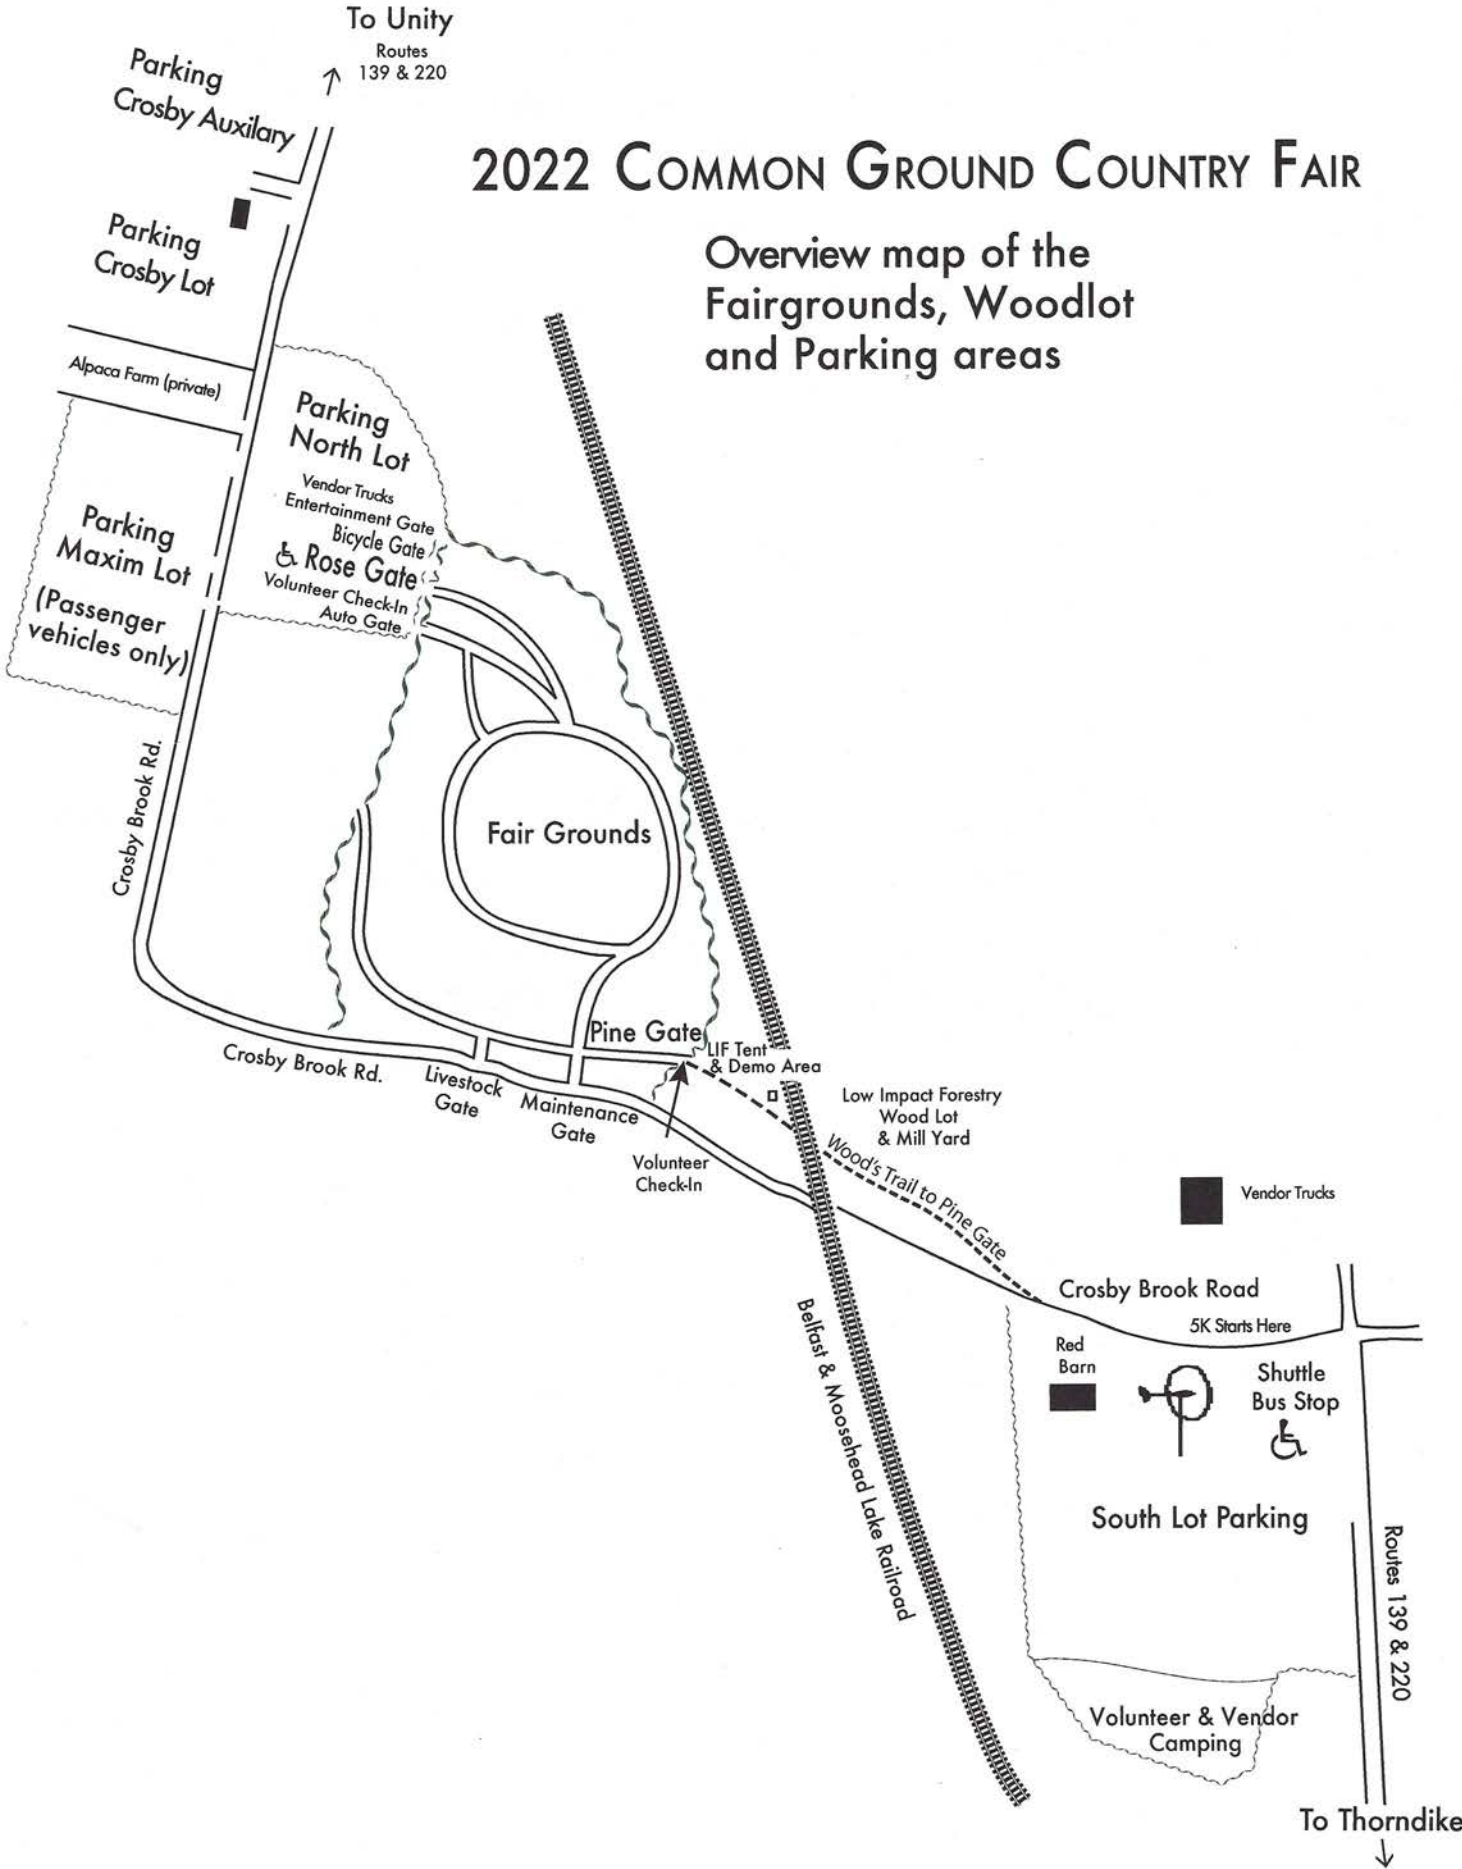 To Unity
Routes
139 & 220
Parking
Crosby Auxilary
2022 Common Ground Country Fair
Overview map of the
Fairgrounds, Woodlot
and Parking areas
Parking
Crosby Lot
Alpaca Farm (private)
Parking
North Lot
Vendor Trucks
Entertainment Gate
Bicycle Gate
Rose Gate
Volunteer Check-In
Auto Gate
Parking
Maxim Lot
(Passenger
vehicles only)
Crosby Brook Rd.
Fair Grounds
Pine Gate
LIF Tent
& Demo Area
Crosby Brook Rd.
Livestock
Gate
Maintenance
Gate
Volunteer
Check-In
Low Impact Forestry
Wood Lot
& Mill Yard
Wood's Trail to Pine Gate
Vendor Trucks
Crosby Brook Road
5K Starts Here
Red
Barn
Shuttle
Bus Stop
Belfast & Moosehead Lake Railroad
South Lot Parking
Routes 139 & 220
Volunteer & Vendor
Camping
To Thorndike